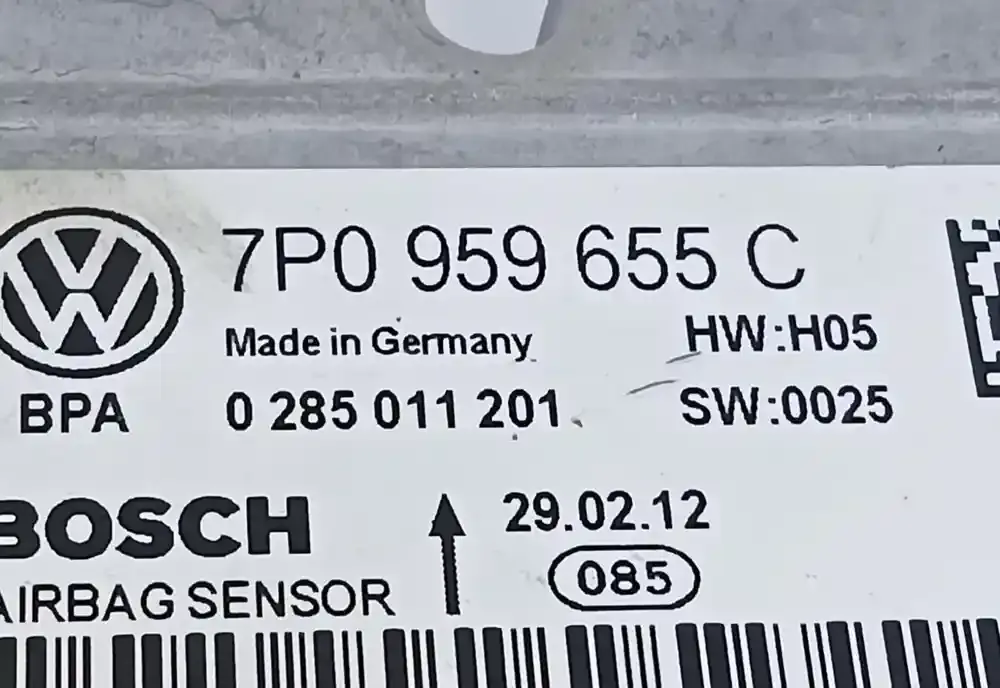 7P0 959 655 C
Made in Germany
HW:H05
BPA
0 285 011 201
SW:0025
BOSCH
29.02.12
085
AIRBAG SENSOR